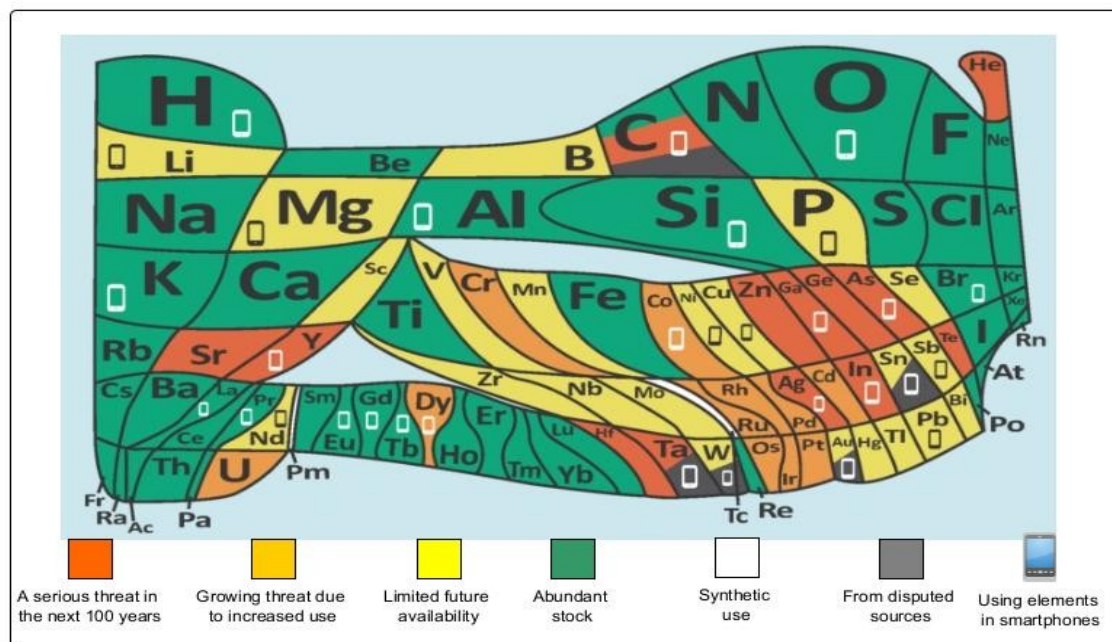 H
He
Li Be B C N O F Ne
Na Mg Al Si P S Cl Ar
K Ca Sc Ti V Cr Mn Fe Co Ni Cu Zn Ga Ge As Se Br Kr
Rb Sr Y Zr Nb Mo Rh Ag Cd In Sn Sb Te I Xe Rn
Cs Ba La Pr Sm Gd Dy Er Lu Hf Ta W Ru Pd Pb Bi At
Ce Nd Eu Tb Ho Tm Yb Os Pt Au Hg Tl Po
Th U Pm Ir
Fr Ra Ac Pa Tc Re
A serious threat in
the next 100 years
Growing threat due
to increased use
Limited future
availability
Abundant
stock
Synthetic
use
From disputed
sources
Using elements
in smartphones